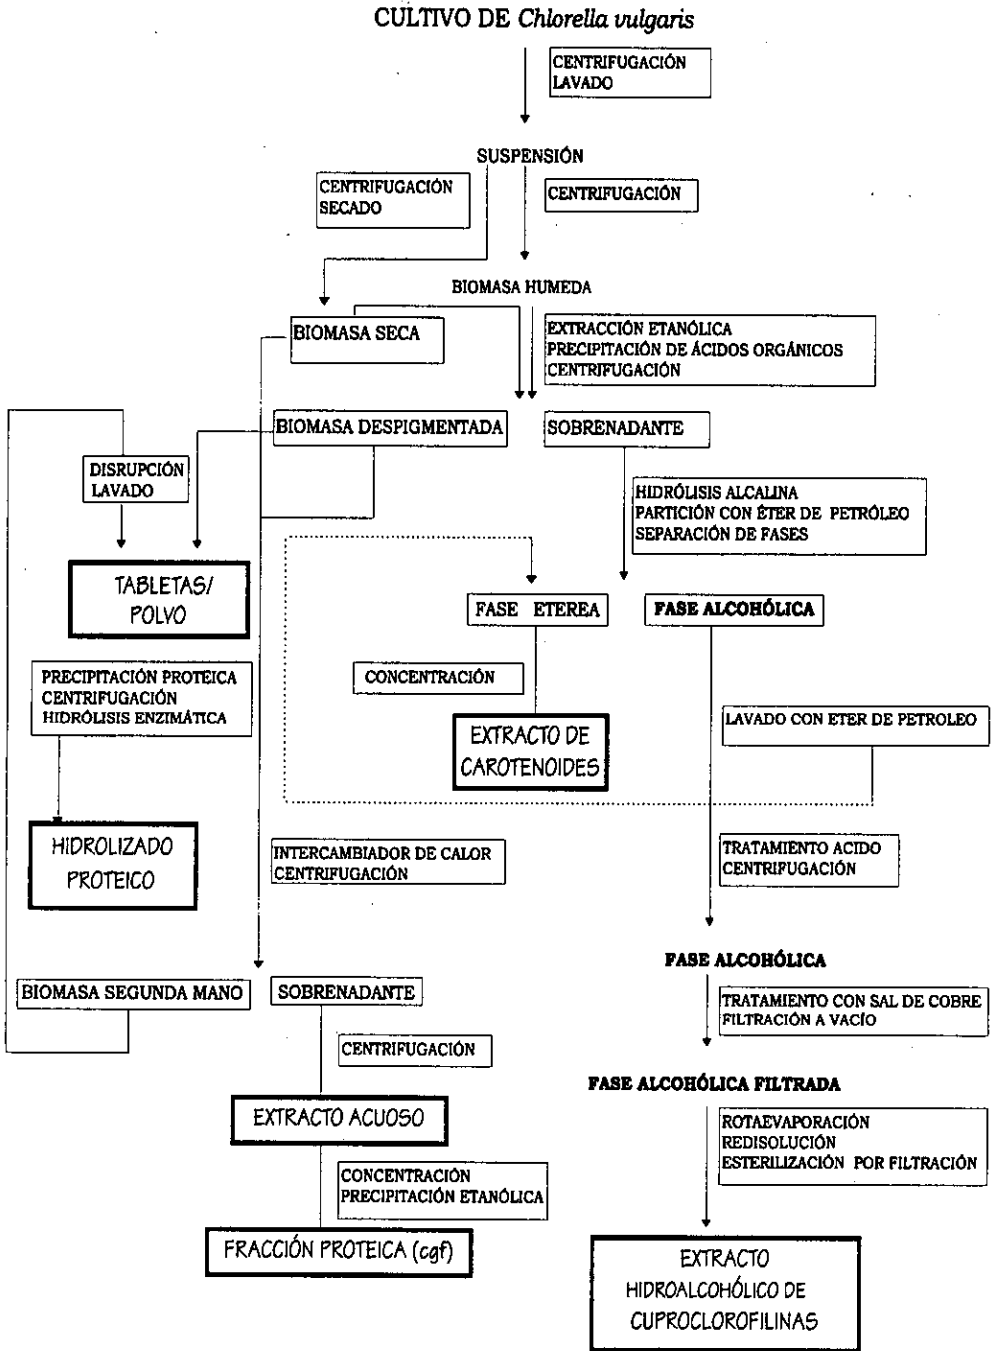 CULTIVO DE Chlorella vulgaris
CENTRIFUGACIÓN
LAVADO
SUSPENSIÓN
CENTRIFUGACIÓN
SECADO
CENTRIFUGACIÓN
BIOMASA HUMEDA
BIOMASA SECA
EXTRACCIÓN ETANÓLICA
PRECIPITACIÓN DE ÁCIDOS ORGÁNICOS
CENTRIFUGACIÓN
BIOMASA DESPIGMENTADA
SOBRENADANTE
DISRUPCIÓN
LAVADO
HIDRÓLISIS ALCALINA
PARTICIÓN CON ÉTER DE PETRÓLEO
SEPARACIÓN DE FASES
TABLETAS/
POLVO
FASE ETEREA
FASE ALCOHÓLICA
PRECIPITACIÓN PROTEICA
CENTRIFUGACIÓN
HIDRÓLISIS ENZIMÁTICA
CONCENTRACIÓN
LAVADO CON ETER DE PETROLEO
EXTRACTO DE
CAROTENOIDES
HIDROLIZADO
PROTEICO
INTERCAMBIADOR DE CALOR
CENTRIFUGACIÓN
TRATAMIENTO ACIDO
CENTRIFUGACIÓN
FASE ALCOHÓLICA
BIOMASA SEGUNDA MANO
SOBRENADANTE
TRATAMIENTO CON SAL DE COBRE
FILTRACIÓN A VACÍO
CENTRIFUGACIÓN
FASE ALCOHÓLICA FILTRADA
EXTRACTO ACUOSO
ROTAEVAPORACIÓN
REDISOLUCIÓN
ESTERILIZACIÓN POR FILTRACIÓN
CONCENTRACIÓN
PRECIPITACIÓN ETANÓLICA
FRACCIÓN PROTEICA (cgf)
EXTRACTO
HIDROALCOHÓLICO DE
CUPROCLOROFILINAS